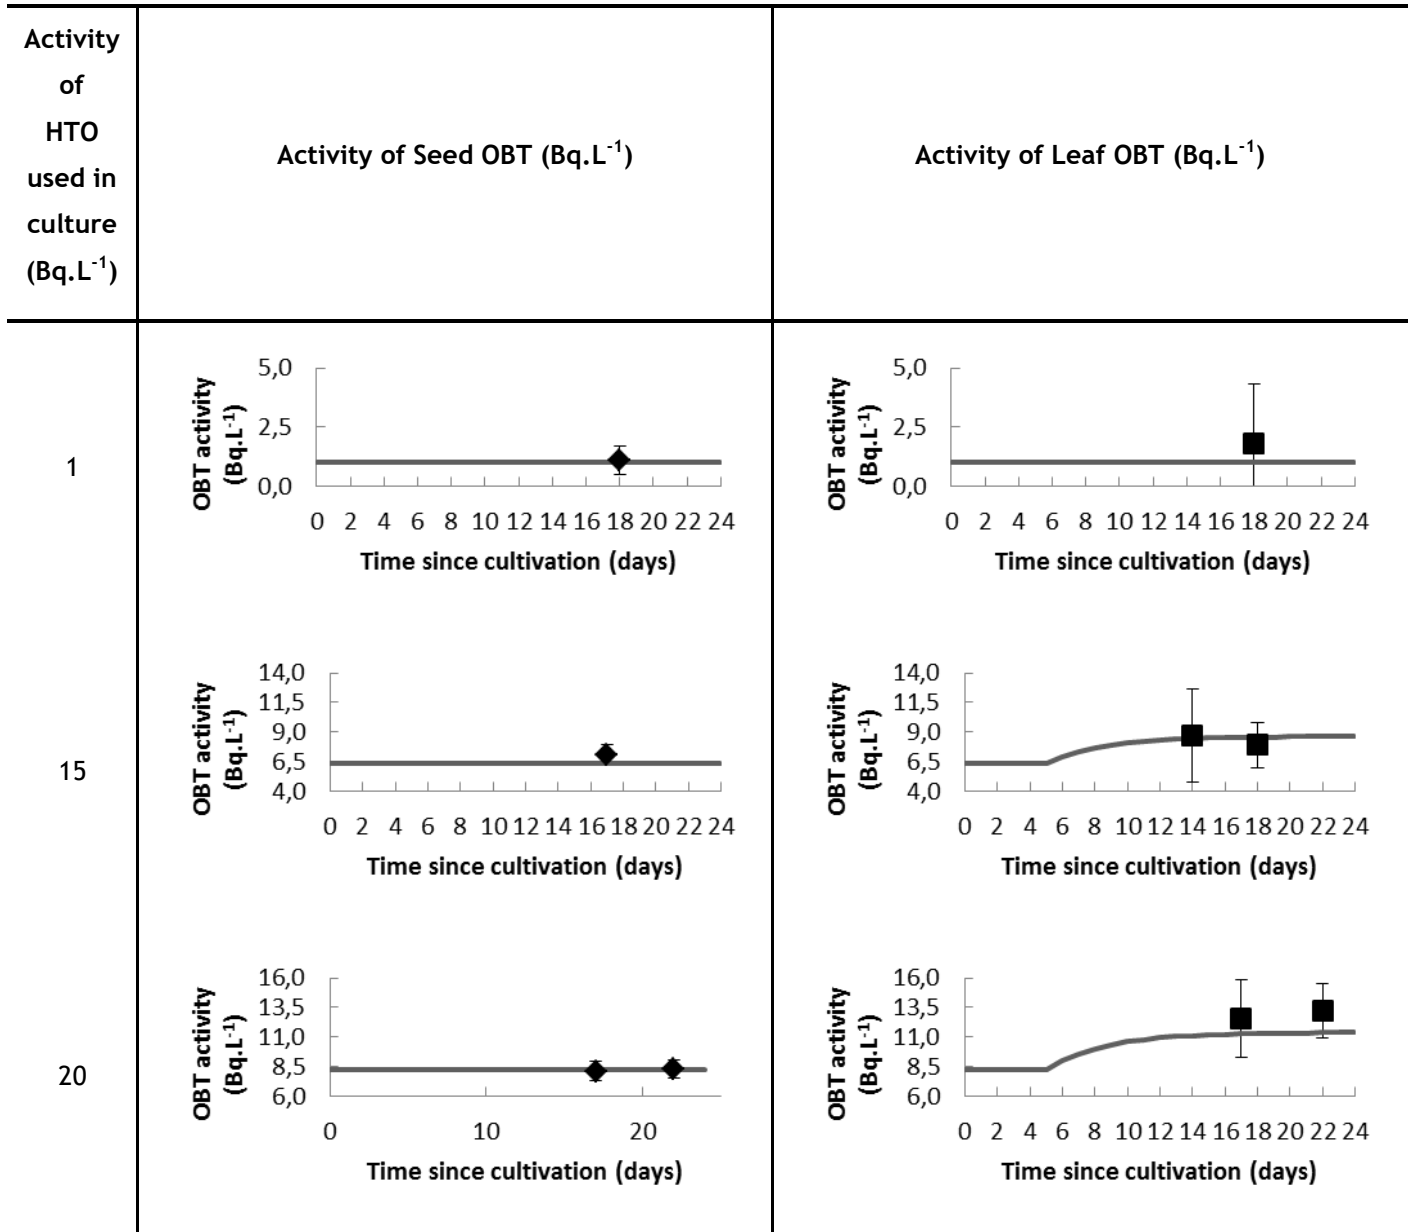 Activity
of
HTO
used in
culture
(Bq.L-1)
Activity of Seed OBT (Bq.L-1)
Activity of Leaf OBT (Bq.L-1)
1
OBT activity
(Bq.L-1)
5,0
2,5
0,0
0 2 4 6 8 10 12 14 16 18 20 22 24
Time since cultivation (days)
OBT activity
(Bq.L-1)
5,0
2,5
0,0
0 2 4 6 8 10 12 14 16 18 20 22 24
Time since cultivation (days)
15
OBT activity
(Bq.L-1)
14,0
11,5
9,0
6,5
4,0
0 2 4 6 8 10 12 14 16 18 20 22 24
Time since cultivation (days)
OBT activity
(Bq.L-1)
14,0
11,5
9,0
6,5
4,0
0 2 4 6 8 10 12 14 16 18 20 22 24
Time since cultivation (days)
20
OBT activity
(Bq.L-1)
16,0
13,5
11,0
8,5
6,0
0 10 20
Time since cultivation (days)
OBT activity
(Bq.L-1)
16,0
13,5
11,0
8,5
6,0
0 2 4 6 8 10 12 14 16 18 20 22 24
Time since cultivation (days)